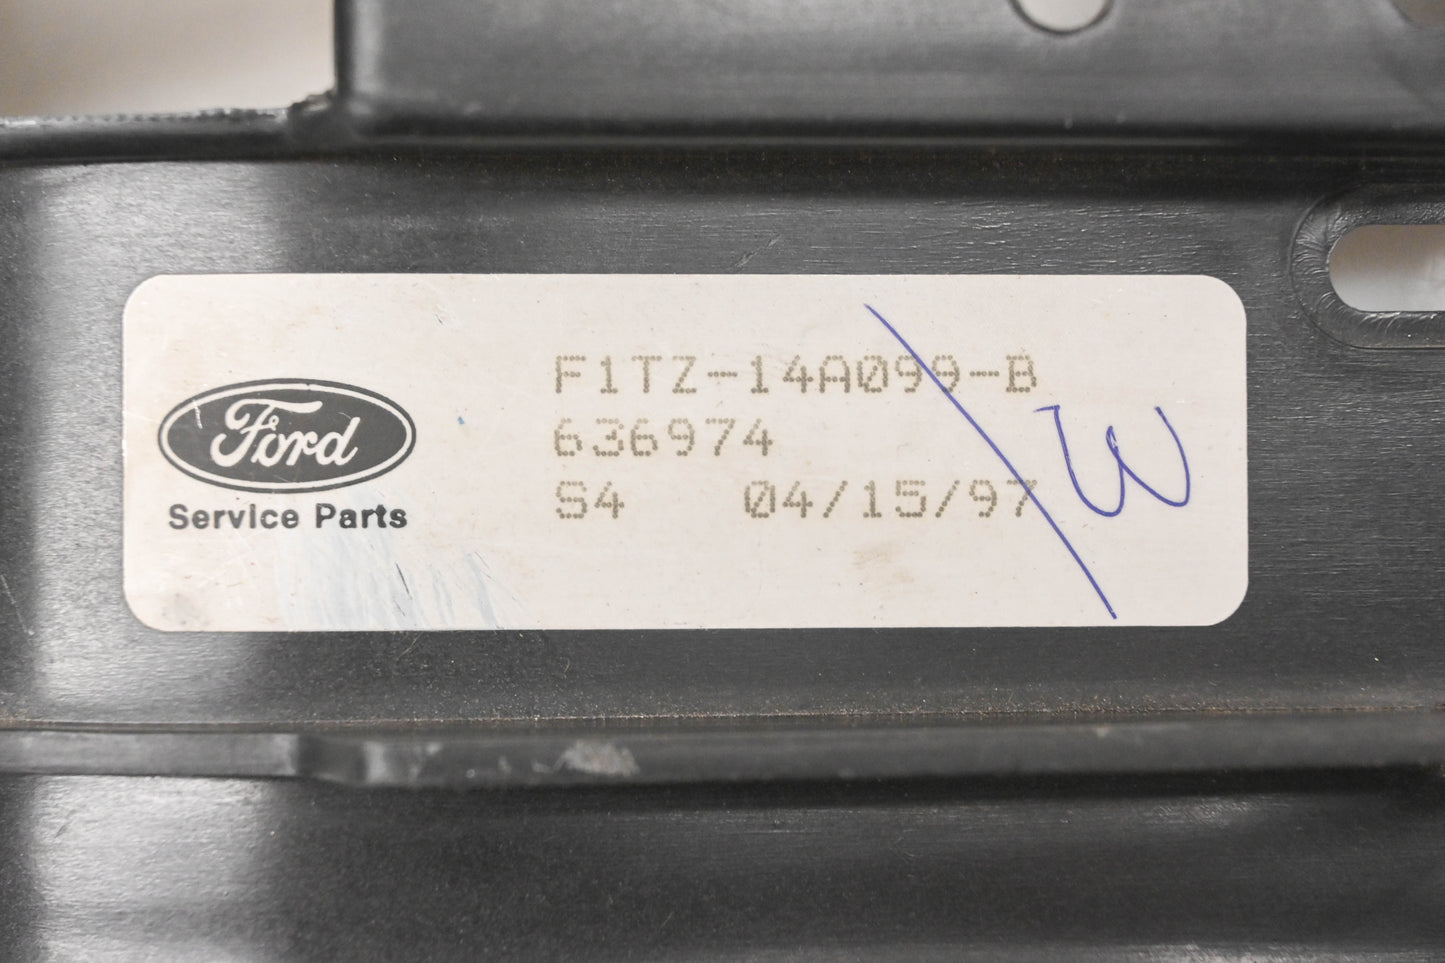 Ford
Service Parts
F1TZ-14A099-B
636974
S4 04/15/97